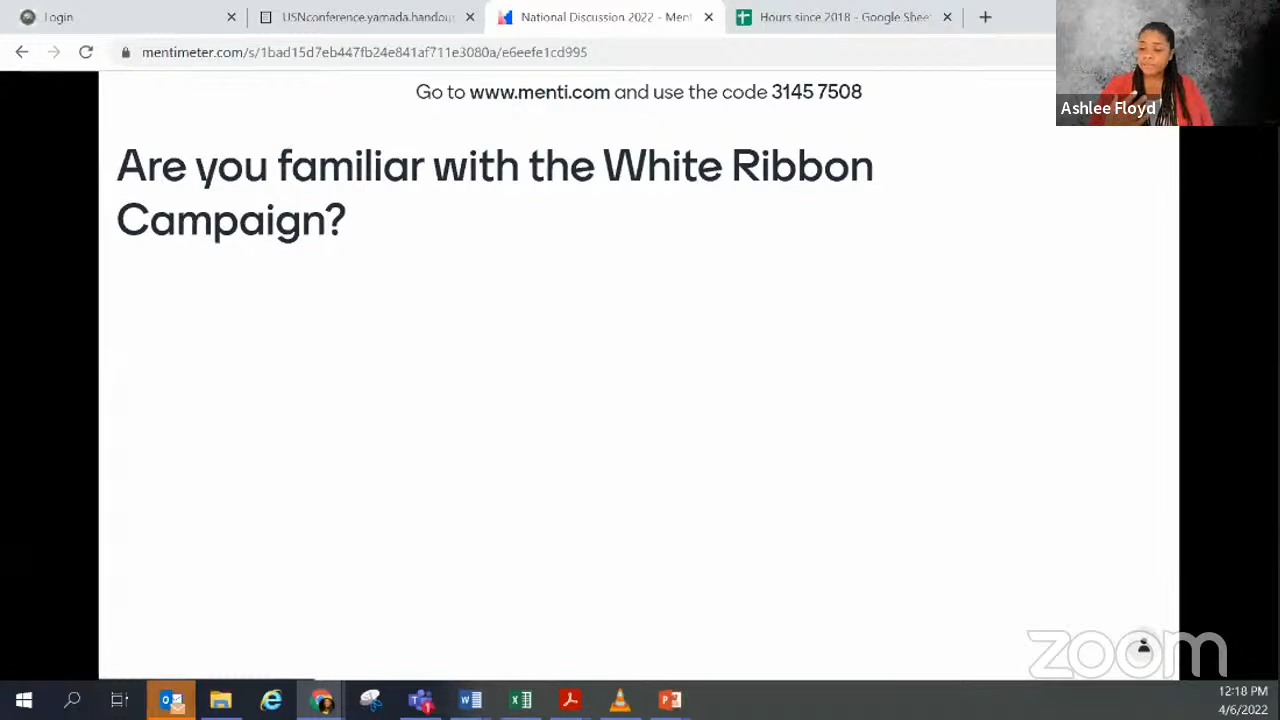 Login
USNconference.yamada.handou
National Discussion 2022 - Ment
Hours since 2018 - Google Shee
mentimeter.com/s/1bad15d7eb447fb24e841af711e3080a/e6eefe1cd995
Go to www.menti.com and use the code 3145 7508
Ashlee Floyd
Are you familiar with the White Ribbon
Campaign?
zoom
12:18 PM
4/6/2022